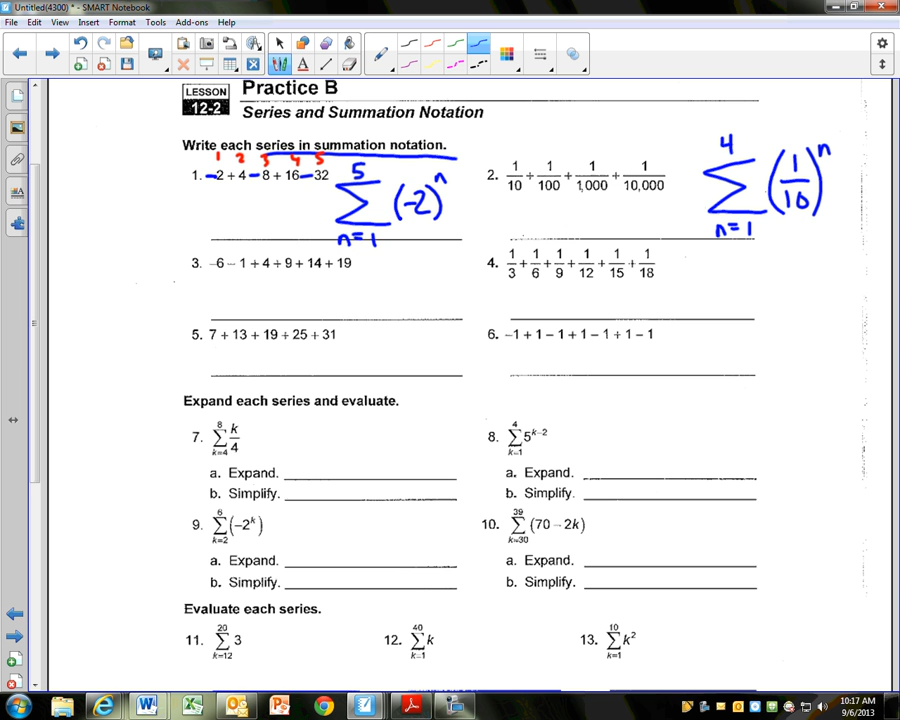 Untitled(4300) * - SMART Notebook
File Edit View Insert Format Tools Add-ons Help
LESSON 12-2
Practice B
Series and Summation Notation
Write each series in summation notation.
1 2 3 4 5
1. −2 + 4 − 8 + 16 − 32
5 ∑ n=1 (-2)^n
2. 1/10 + 1/100 + 1/1,000 + 1/10,000
4 ∑ n=1 (1/10)^n
3. −6 − 1 + 4 + 9 + 14 + 19
4. 1/3 + 1/6 + 1/9 + 1/12 + 1/15 + 1/18
5. 7 + 13 + 19 + 25 + 31
6. −1 + 1 − 1 + 1 − 1 + 1 − 1
Expand each series and evaluate.
7. 8 ∑ k=4 k/4
a. Expand.
b. Simplify.
8. 4 ∑ k=1 5^k−2
a. Expand.
b. Simplify.
9. 6 ∑ k=2 (−2^k)
a. Expand.
b. Simplify.
10. 39 ∑ k=30 (70 − 2k)
a. Expand.
b. Simplify.
Evaluate each series.
11. 20 ∑ k=12 3
12. 40 ∑ k=1 k
13. 10 ∑ k=1 k²
10:17 AM
9/6/2013